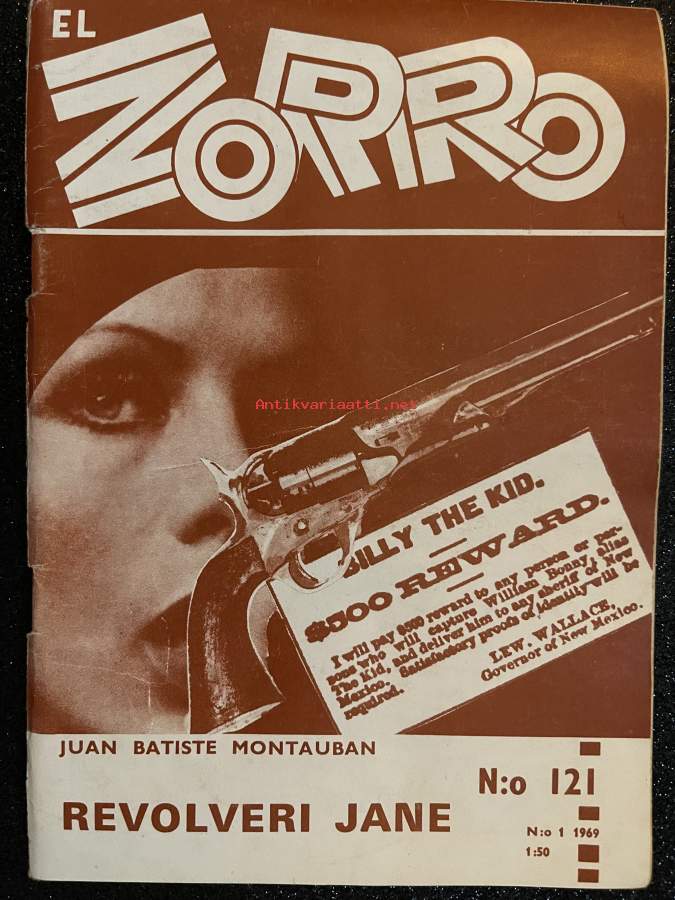 EL
ZORRO
Antikvariaatti.net
BILLY THE KID.
$500 REWARD.
I will pay $500 reward to any person or per-
sons who will capture William Bonny, alias
The Kid, and deliver him to any sheriff of New
Mexico. Satisfactory proofs of identity will be
required.
LEW. WALLACE,
Governor of New Mexico.
JUAN BATISTE MONTAUBAN
N:o 121
REVOLVERI JANE
N:o 1 1969
1:50